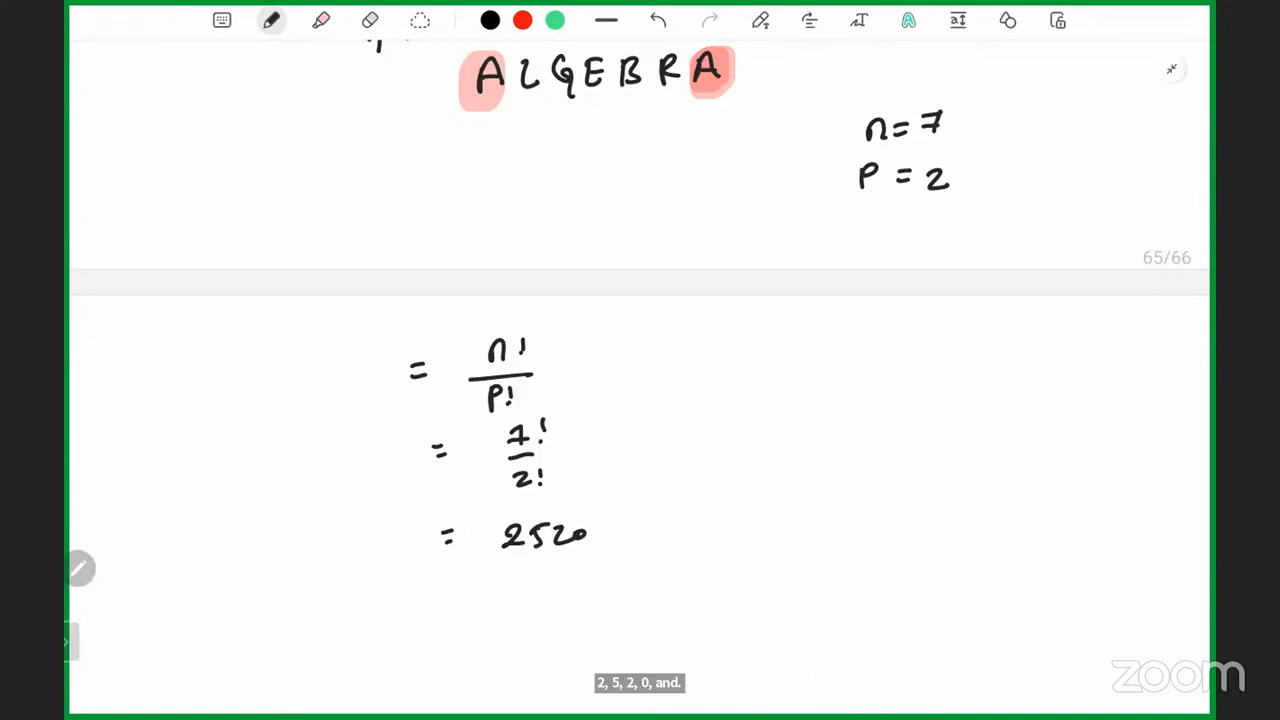 ALGEBRA
n = 7
P = 2
65/66
= n!
P!
= 7!
2!
= 2520
2, 5, 2, 0, and.
zoom